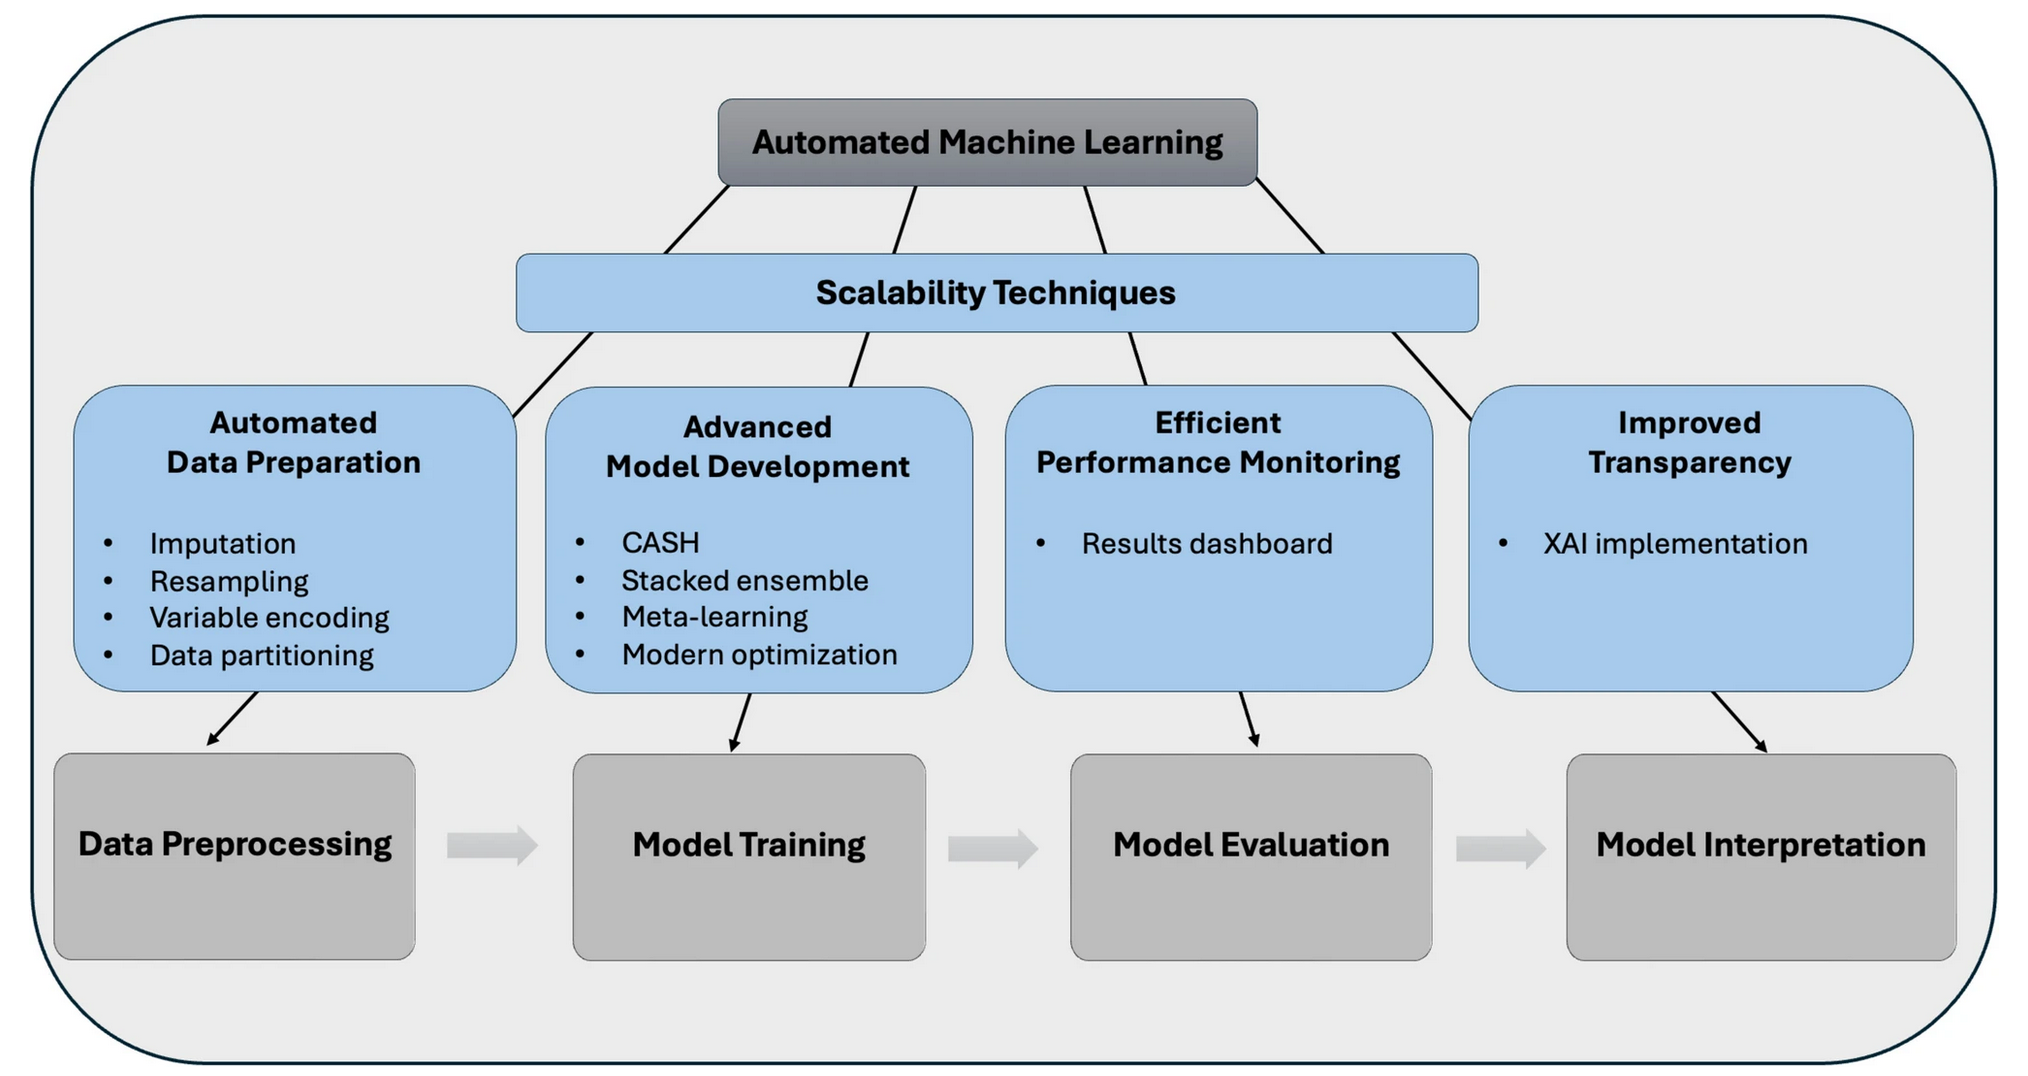 Automated Machine Learning
Scalability Techniques
Automated
Data Preparation
• Imputation
• Resampling
• Variable encoding
• Data partitioning
Advanced
Model Development
• CASH
• Stacked ensemble
• Meta-learning
• Modern optimization
Efficient
Performance Monitoring
• Results dashboard
Improved
Transparency
• XAI implementation
Data Preprocessing
Model Training
Model Evaluation
Model Interpretation